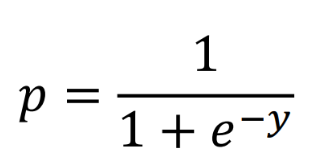 p = 1 / (1 + e^{-y})